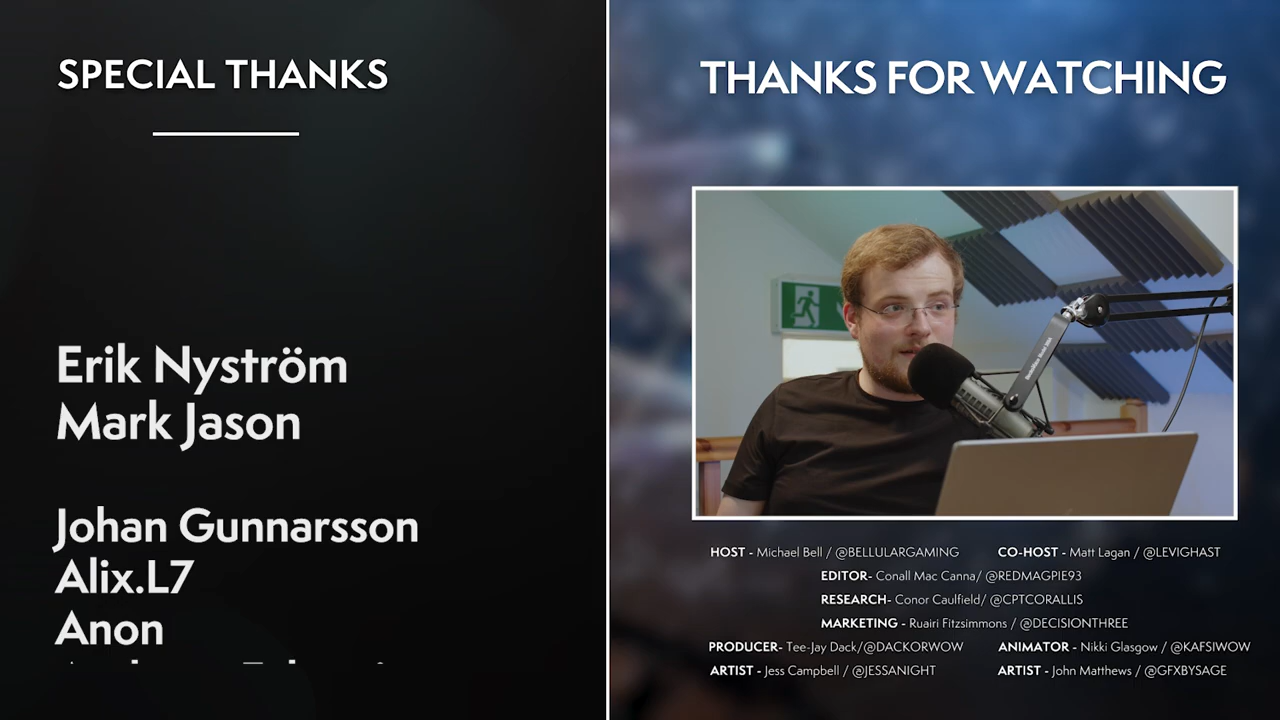 SPECIAL THANKS
Erik Nyström
Mark Jason
Johan Gunnarsson
Alix.L7
Anon
THANKS FOR WATCHING
HOST - Michael Bell / @BELLULARGAMING
CO-HOST - Matt Lagan / @LEVIGHAST
EDITOR- Conall Mac Canna/ @REDMAGPIE93
RESEARCH- Conor Caulfield/ @CPTCORALLIS
MARKETING - Ruairi Fitzsimmons / @DECISIONTHREE
PRODUCER- Tee-Jay Dack/@DACKORWOW
ANIMATOR - Nikki Glasgow / @KAFSIWOW
ARTIST - Jess Campbell / @JESSANIGHT
ARTIST - John Matthews / @GFXBYSAGE